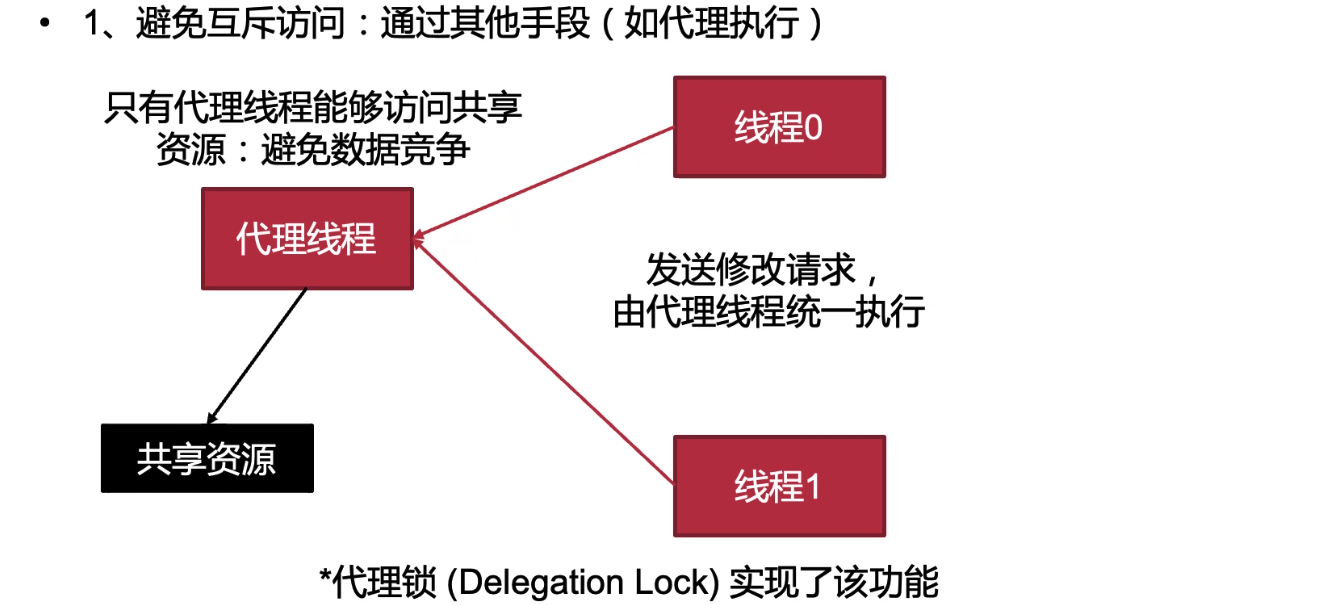 • 1、避免互斥访问：通过其他手段（如代理执行）
只有代理线程能够访问共享
资源：避免数据竞争
线程0
代理线程
发送修改请求，
由代理线程统一执行
共享资源
线程1
*代理锁 (Delegation Lock) 实现了该功能